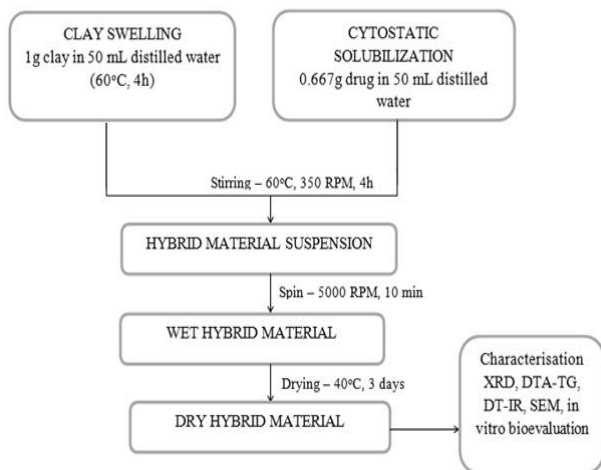 CLAY SWELLING
1g clay in 50 mL distilled water
(60°C, 4h)
CYTOSTATIC
SOLUBILIZATION
0.667g drug in 50 mL distilled
water
Stirring – 60°C, 350 RPM, 4h
HYBRID MATERIAL SUSPENSION
Spin – 5000 RPM, 10 min
WET HYBRID MATERIAL
Drying – 40°C, 3 days
DRY HYBRID MATERIAL
Characterisation
XRD, DTA-TG,
DT-IR, SEM, in
vitro bioevaluation